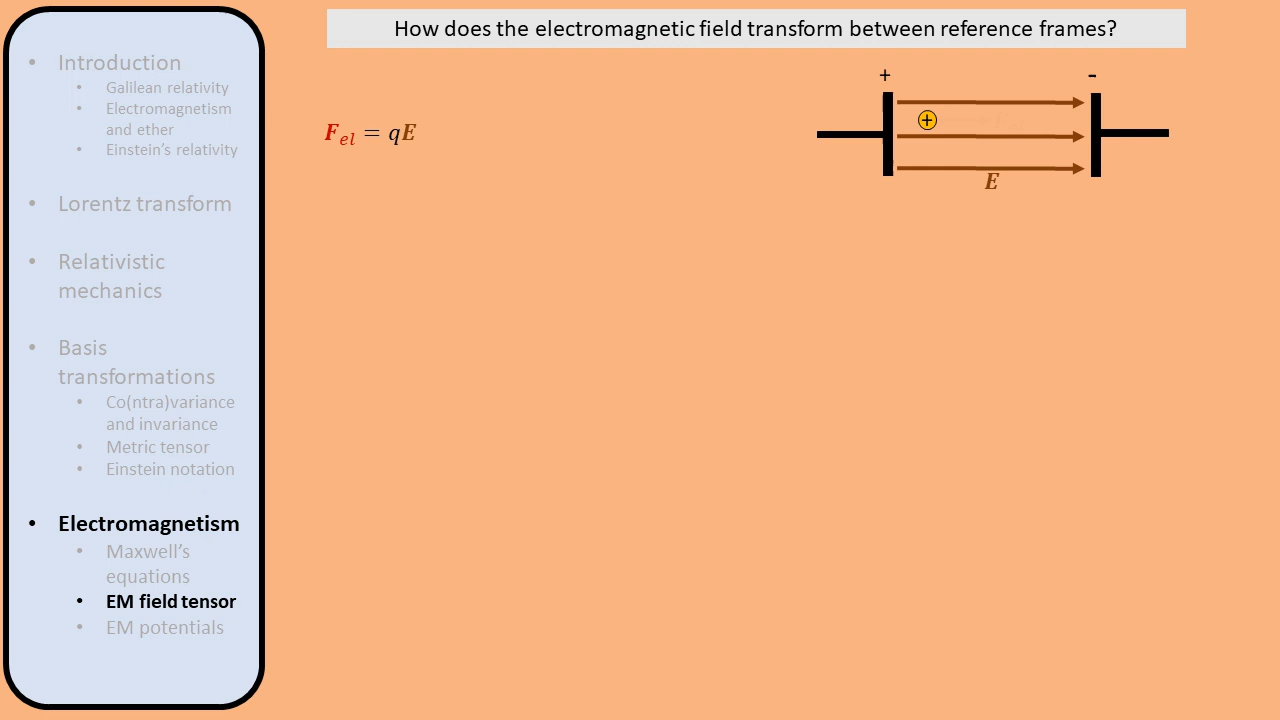 How does the electromagnetic field transform between reference frames?
• Introduction
• Galilean relativity
• Electromagnetism
and ether
• Einstein's relativity
• Lorentz transform
• Relativistic
mechanics
• Basis
transformations
• Co(ntra)variance
and invariance
• Metric tensor
• Einstein notation
• Electromagnetism
• Maxwell's
equations
• EM field tensor
• EM potentials
F_el = qE
+ -
+
E